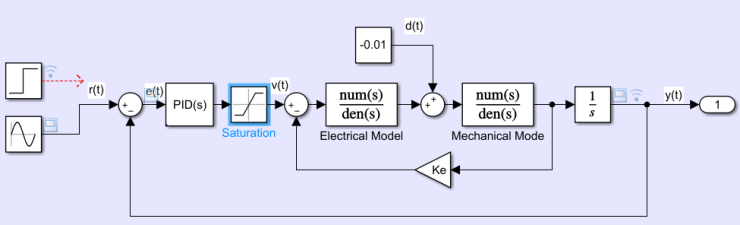 d(t)
-0.01
r(t)
e(t)
v(t)
y(t)
+
−
PID(s)
+
−
num(s)
den(s)
+
+
num(s)
den(s)
1
s
1
Saturation
Electrical Model
Mechanical Mode
Ke